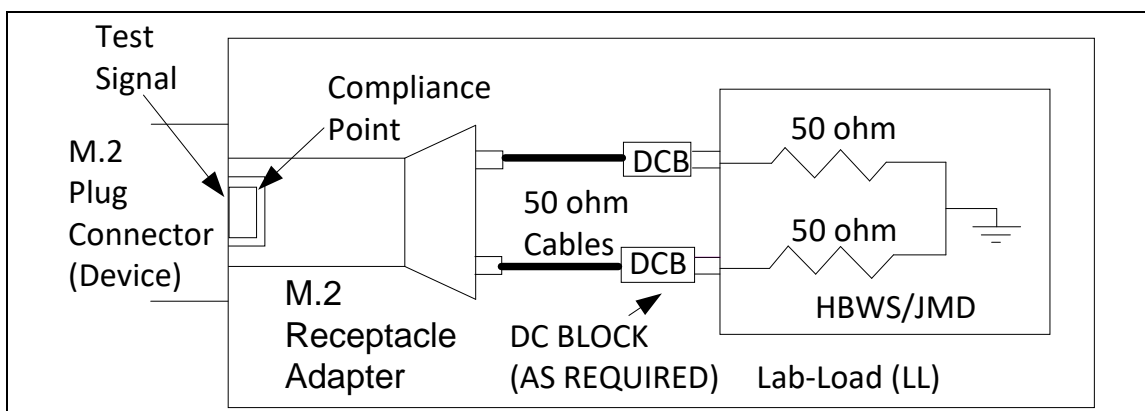 Test
Signal
Compliance
Point
M.2
Plug
Connector
(Device)
M.2
Receptacle
Adapter
50 ohm
Cables
DCB
DCB
DC BLOCK
(AS REQUIRED)
50 ohm
50 ohm
HBWS/JMD
Lab-Load (LL)